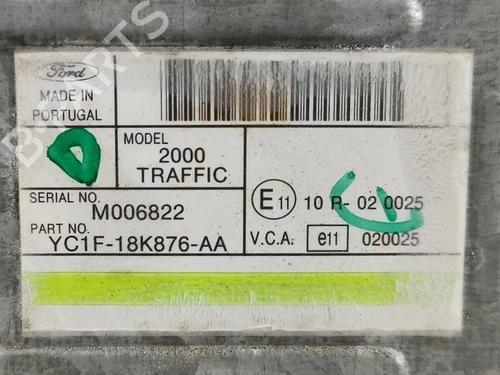 Ford
MADE IN
PORTUGAL
MODEL
2000
TRAFFIC
SERIAL NO.
M006822
PART NO.
YC1F-18K876-AA
E 11 10 R- 02 0025
V.C.A. e11 020025